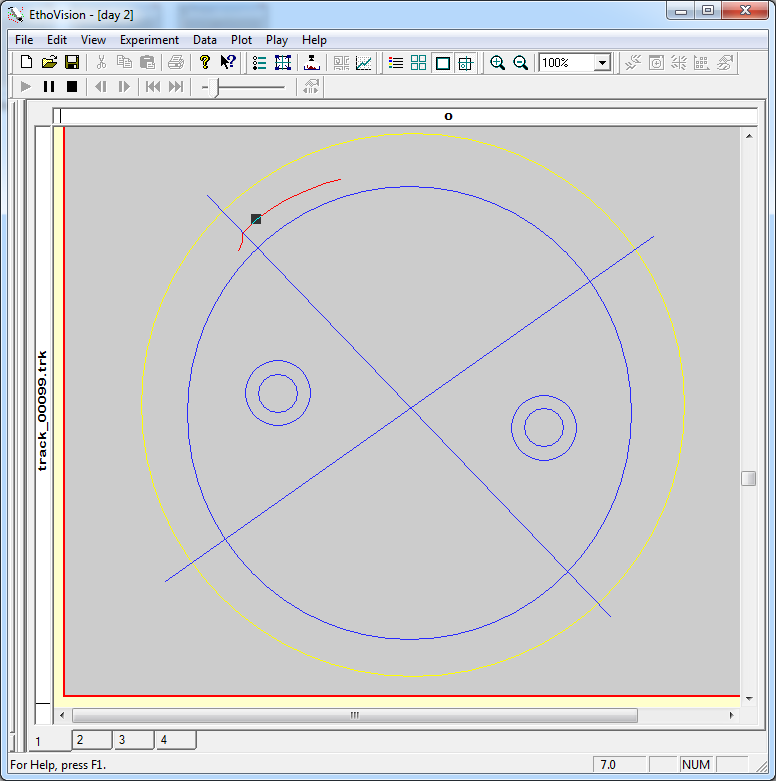 EthoVision - [day 2]
File Edit View Experiment Data Plot Play Help
100%
o
track_00099.trk
1 2 3 4
For Help, press F1. 7.0 NUM